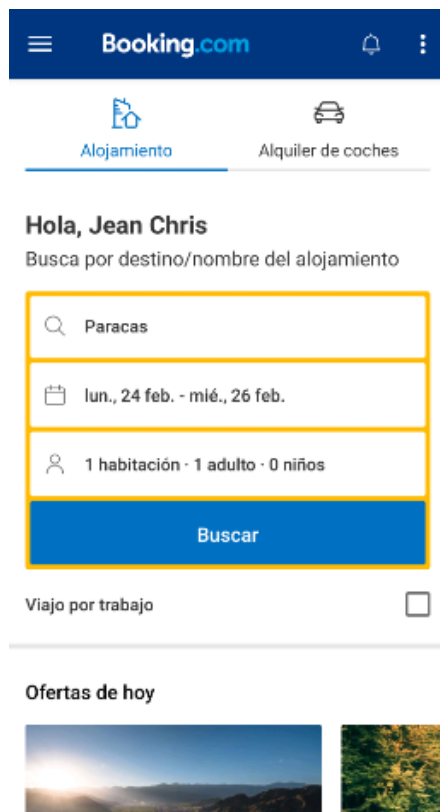 Booking.com
Alojamiento
Alquiler de coches
Hola, Jean Chris
Busca por destino/nombre del alojamiento
Paracas
lun., 24 feb. - mié., 26 feb.
1 habitación · 1 adulto · 0 niños
Buscar
Viajo por trabajo
Ofertas de hoy